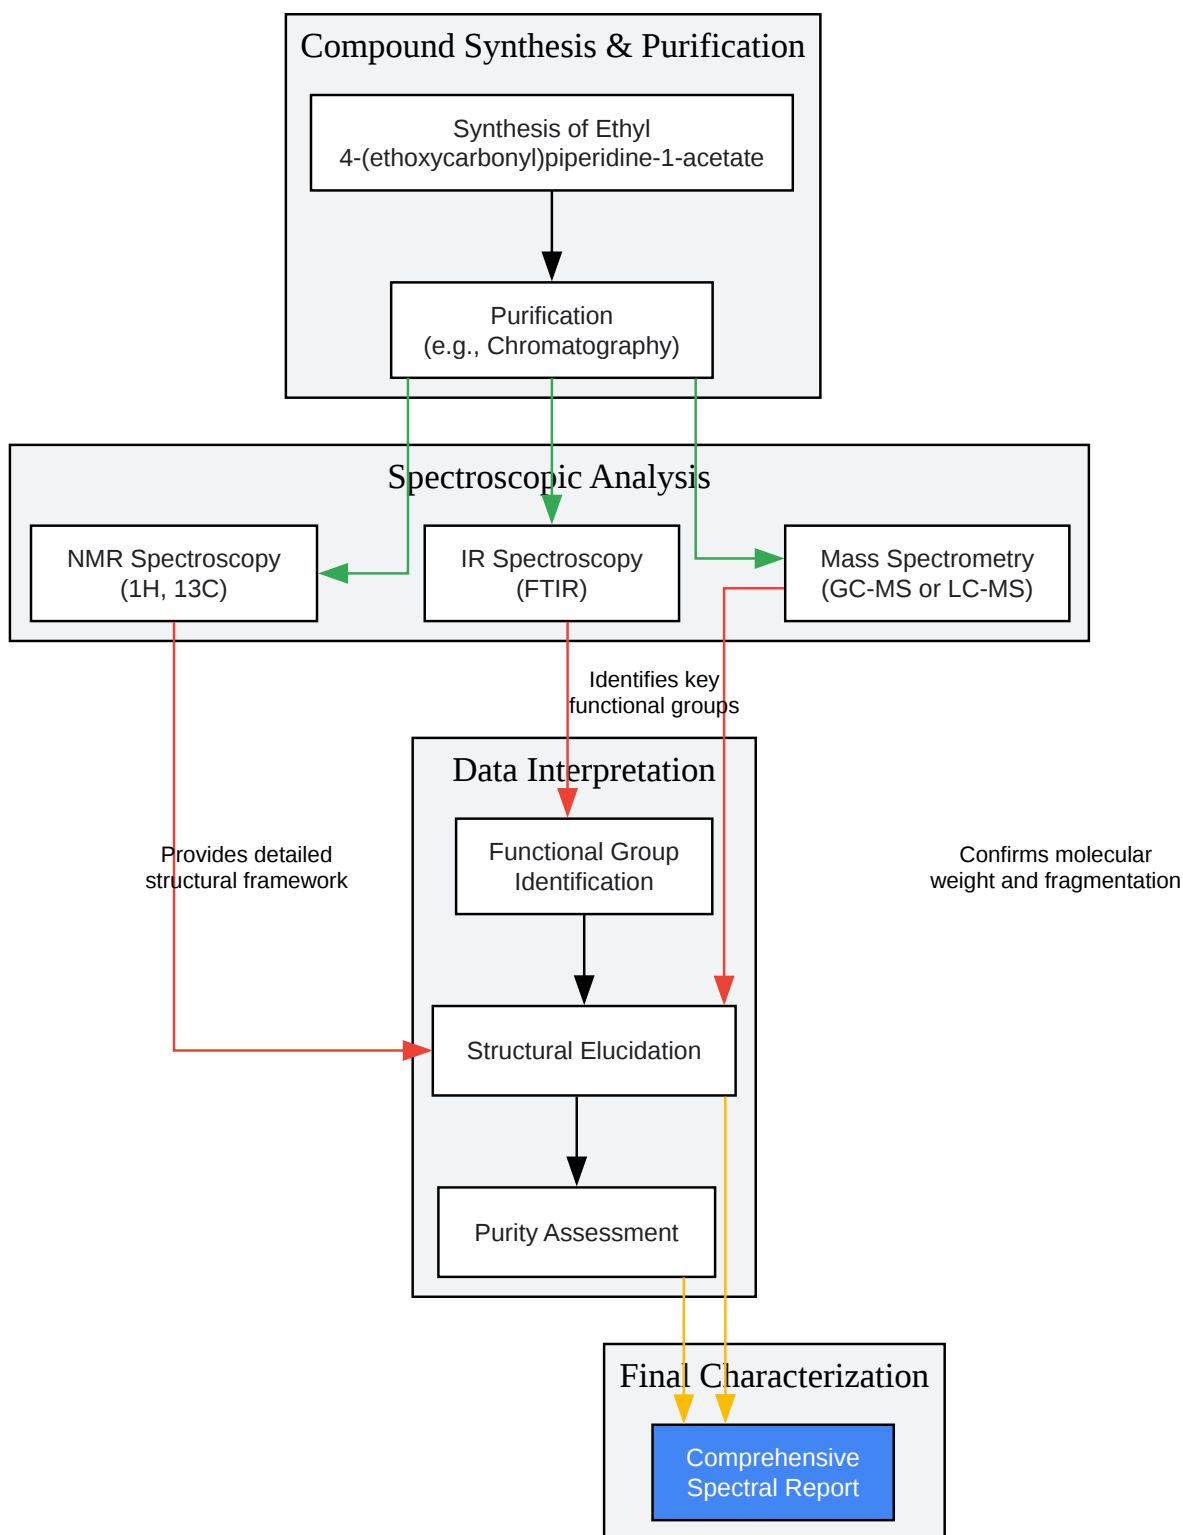 Compound Synthesis & Purification
Synthesis of Ethyl
4-(ethoxycarbonyl)piperidine-1-acetate
Purification
(e.g., Chromatography)
Spectroscopic Analysis
NMR Spectroscopy
(1H, 13C)
IR Spectroscopy
(FTIR)
Mass Spectrometry
(GC-MS or LC-MS)
Identifies key
functional groups
Data Interpretation
Functional Group
Identification
Provides detailed
structural framework
Confirms molecular
weight and fragmentation
Structural Elucidation
Purity Assessment
Final Characterization
Comprehensive
Spectral Report